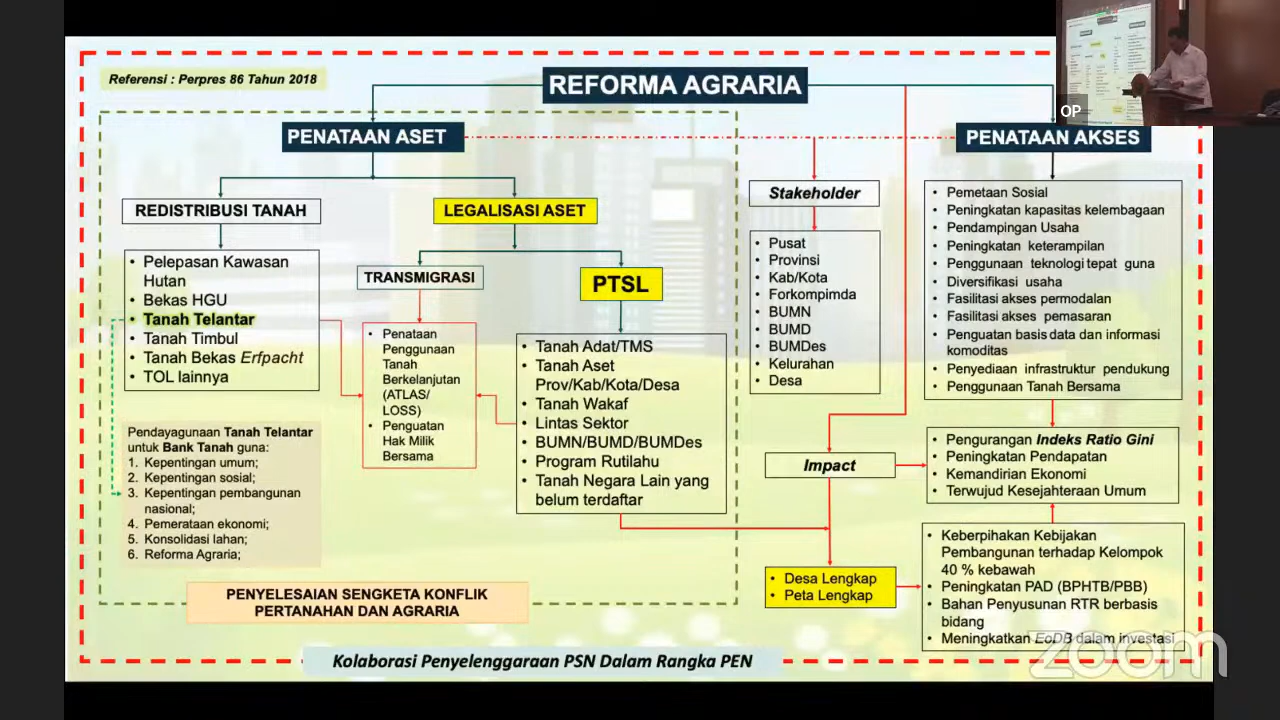 Referensi : Perpres 86 Tahun 2018
REFORMA AGRARIA
OP
PENATAAN ASET
PENATAAN AKSES
REDISTRIBUSI TANAH
LEGALISASI ASET
Stakeholder
• Pelepasan Kawasan
Hutan
• Bekas HGU
• Tanah Telantar
• Tanah Timbul
• Tanah Bekas Erfpacht
• TOL lainnya
TRANSMIGRASI
PTSL
• Penataan
Penggunaan
Tanah
Berkelanjutan
(ATLAS/
LOSS)
• Penguatan
Hak Milik
Bersama
• Tanah Adat/TMS
• Tanah Aset
Prov/Kab/Kota/Desa
• Tanah Wakaf
• Lintas Sektor
• BUMN/BUMD/BUMDes
• Program Rutilahu
• Tanah Negara Lain yang
belum terdaftar
• Pusat
• Provinsi
• Kab/Kota
• Forkompimda
• BUMN
• BUMD
• BUMDes
• Kelurahan
• Desa
• Pemetaan Sosial
• Peningkatan kapasitas kelembagaan
• Pendampingan Usaha
• Peningkatan keterampilan
• Penggunaan teknologi tepat guna
• Diversifikasi usaha
• Fasilitasi akses permodalan
• Fasilitasi akses pemasaran
• Penguatan basis data dan informasi
komoditas
• Penyediaan infrastruktur pendukung
• Penggunaan Tanah Bersama
Pendayagunaan Tanah Telantar
untuk Bank Tanah guna:
1. Kepentingan umum;
2. Kepentingan sosial;
3. Kepentingan pembangunan
nasional;
4. Pemerataan ekonomi;
5. Konsolidasi lahan;
6. Reforma Agraria;
Impact
• Pengurangan Indeks Ratio Gini
• Peningkatan Pendapatan
• Kemandirian Ekonomi
• Terwujud Kesejahteraan Umum
• Desa Lengkap
• Peta Lengkap
• Keberpihakan Kebijakan
Pembangunan terhadap Kelompok
40 % kebawah
• Peningkatan PAD (BPHTB/PBB)
• Bahan Penyusunan RTR berbasis
bidang
• Meningkatkan EoDB dalam investasi
PENYELESAIAN SENGKETA KONFLIK
PERTANAHAN DAN AGRARIA
Kolaborasi Penyelenggaraan PSN Dalam Rangka PEN
zoom